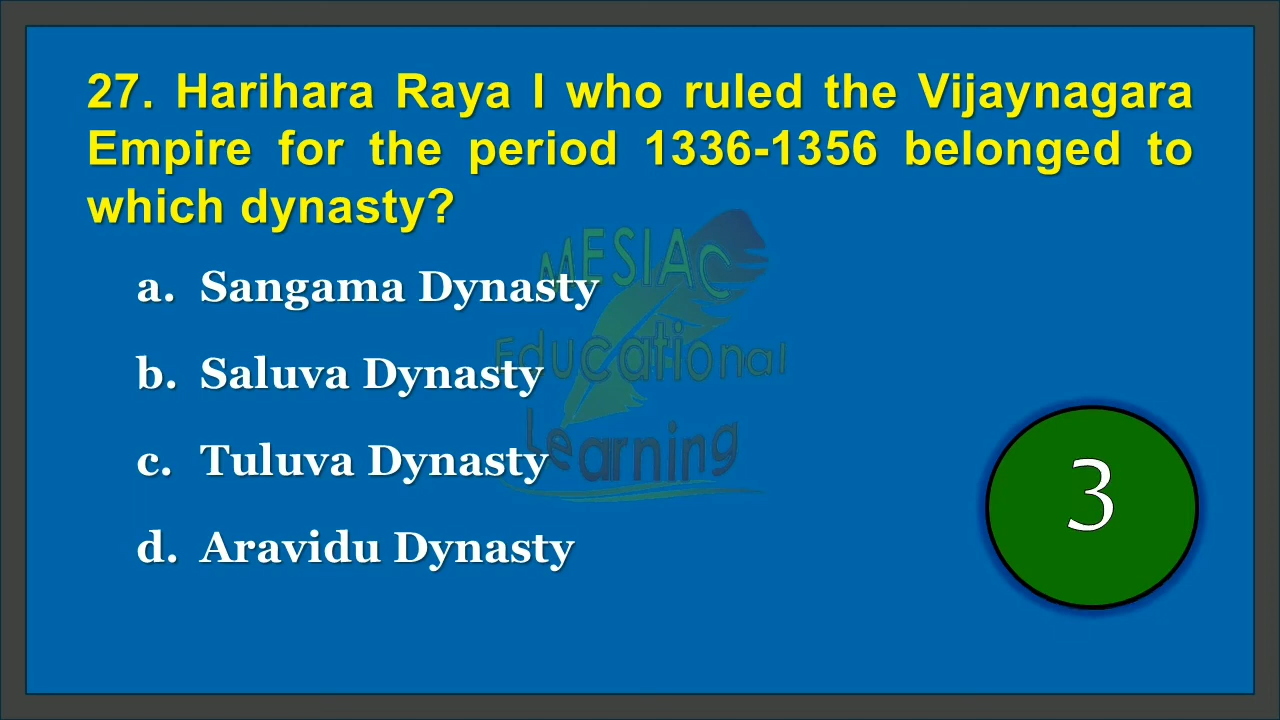 27. Harihara Raya I who ruled the Vijaynagara
Empire for the period 1336-1356 belonged to
which dynasty?
MESIAC
a. Sangama Dynasty
Educational
b. Saluva Dynasty
Learning
c. Tuluva Dynasty
3
d. Aravidu Dynasty